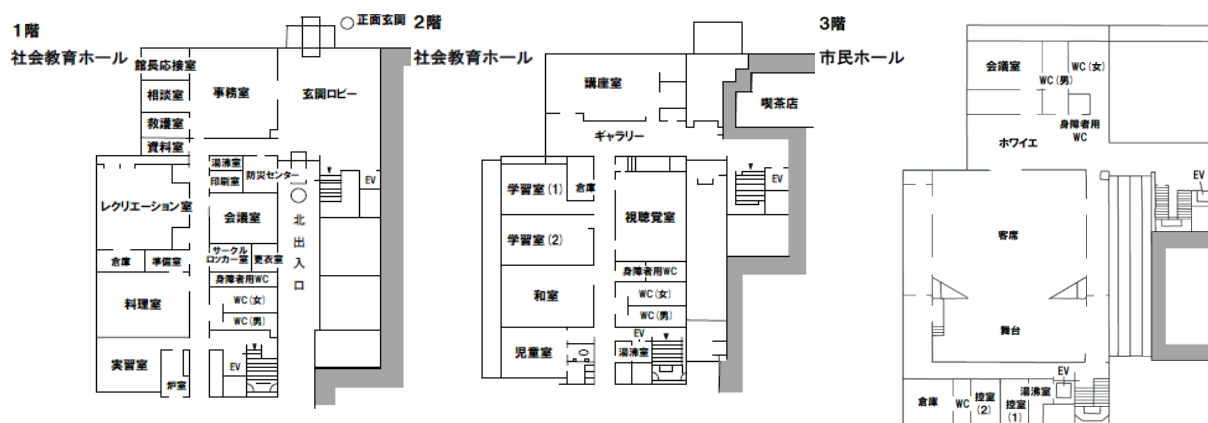 1階
社会教育ホール
○正面玄関
館長応接室
相談室
救護室
資料室
事務室
玄関ロビー
湯沸室
印刷室
防災センター
EV
レクリエーション室
会議室
○北出入口
サークル
ロッカー室
更衣室
倉庫
準備室
身障者用WC
WC(女)
WC(男)
料理室
実習室
炉室
EV
2階
社会教育ホール
講座室
喫茶店
ギャラリー
学習室(1)
倉庫
EV
視聴覚室
学習室(2)
身障者用WC
和室
WC(女)
WC(男)
EV
児童室
湯沸室
3階
市民ホール
会議室
WC(男)
WC(女)
身障者用
WC
ホワイエ
EV
客席
舞台
EV
倉庫
WC
控室
(2)
控室
(1)
湯沸室